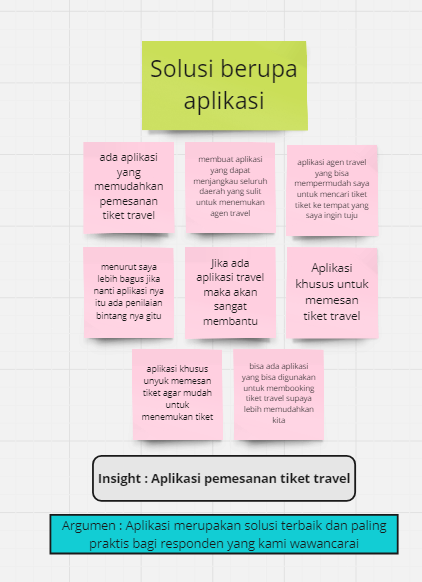 Solusi berupa
aplikasi
ada aplikasi
yang
memudahkan
pemesanan
tiket travel
membuat aplikasi
yang dapat
menjangkau seluruh
daerah yang sulit
untuk menemukan
agen travel
aplikasi agen travel
yang bisa
mempermudah saya
untuk mencari tiket
tiket ke tempat yang
saya ingin tuju
menurut saya
lebih bagus jika
nanti aplikasi nya
itu ada penilaian
bintang nya gitu
Jika ada
aplikasi travel
maka akan
sangat
membantu
Aplikasi
khusus untuk
memesan
tiket travel
aplikasi khusus
unyuk memesan
tiket agar mudah
untuk
menemukan tiket
bisa ada aplikasi
yang bisa digunakan
untuk membooking
tiket travel supaya
lebih memudahkan
kita
Insight : Aplikasi pemesanan tiket travel
Argumen : Aplikasi merupakan solusi terbaik dan paling
praktis bagi responden yang kami wawancarai